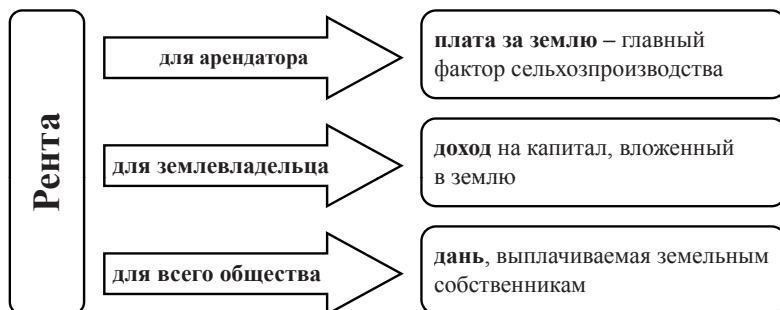 Рента
для арендатора
плата за землю – главный
фактор сельхозпроизводства
для землевладельца
доход на капитал, вложенный
в землю
для всего общества
дань, выплачиваемая земельным
собственникам